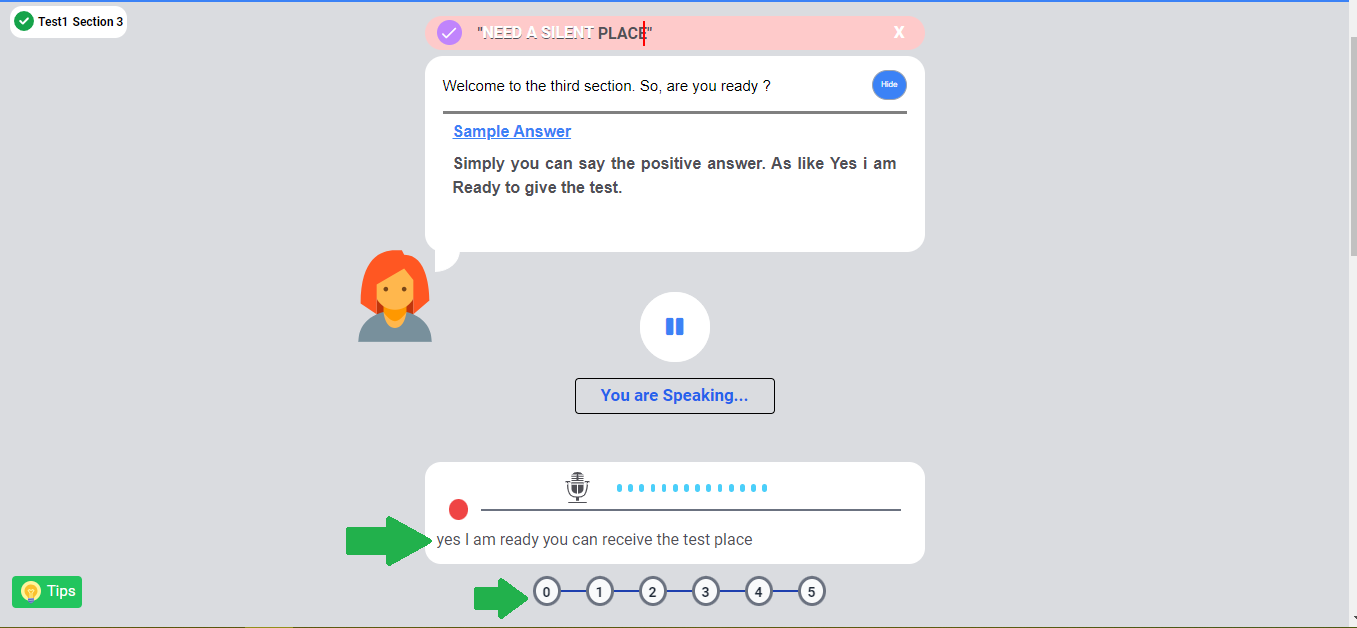 Test1 Section 3
"NEED A SILENT PLACE"
X
Welcome to the third section. So, are you ready ?
Hide
Sample Answer
Simply you can say the positive answer. As like Yes i am
Ready to give the test.
You are Speaking...
yes I am ready you can receive the test place
Tips
0 1 2 3 4 5